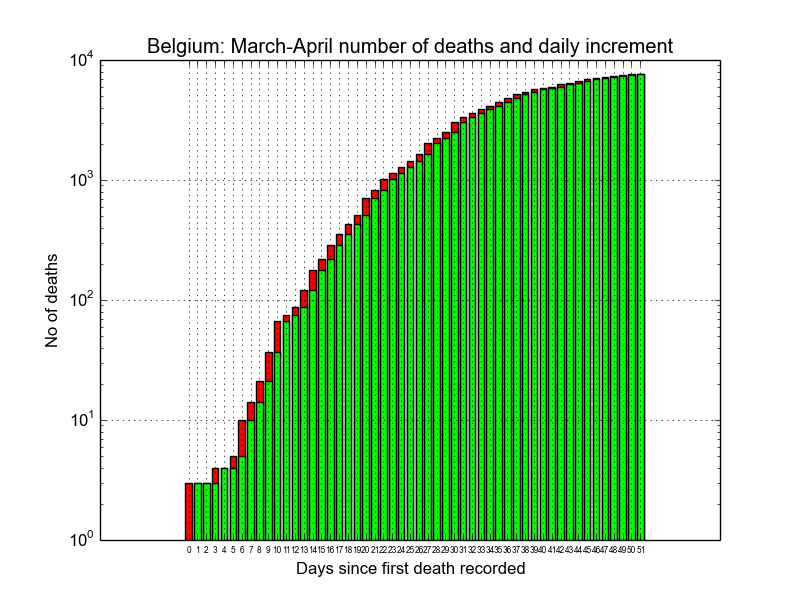 Belgium: March-April number of deaths and daily increment
10^4
10^3
10^2
10^1
10^0
No of deaths
0 1 2 3 4 5 6 7 8 9 10 11 12 13 14 15 16 17 18 19 20 21 22 23 24 25 26 27 28 29 30 31 32 33 34 35 36 37 38 39 40 41 42 43 44 45 46 47 48 49 50 51
Days since first death recorded